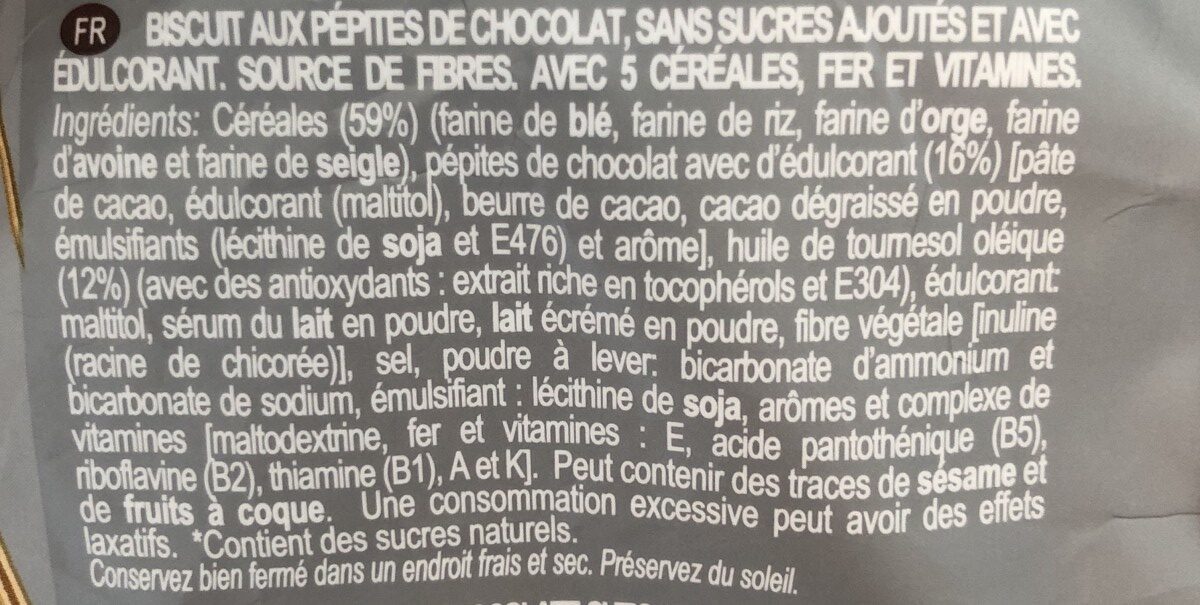 FR BISCUIT AUX PÉPITES DE CHOCOLAT, SANS SUCRES AJOUTÉS ET AVEC
ÉDULCORANT. SOURCE DE FIBRES. AVEC 5 CÉRÉALES, FER ET VITAMINES.
Ingrédients: Céréales (59%) (farine de blé, farine de riz, farine d'orge, farine
d'avoine et farine de seigle), pépites de chocolat avec d'édulcorant (16%) [pâte
de cacao, édulcorant (maltitol), beurre de cacao, cacao dégraissé en poudre,
émulsifiants (lécithine de soja et E476) et arôme], huile de tournesol oléique
(12%) (avec des antioxydants : extrait riche en tocophérols et E304), édulcorant:
maltitol, sérum du lait en poudre, lait écrémé en poudre, fibre végétale [inuline
(racine de chicorée)], sel, poudre à lever: bicarbonate d'ammonium et
bicarbonate de sodium, émulsifiant : lécithine de soja, arômes et complexe de
vitamines [maltodextrine, fer et vitamines : E, acide pantothénique (B5),
riboflavine (B2), thiamine (B1), A et K]. Peut contenir des traces de sésame et
de fruits à coque. Une consommation excessive peut avoir des effets
laxatifs. *Contient des sucres naturels.
Conservez bien fermé dans un endroit frais et sec. Préservez du soleil.